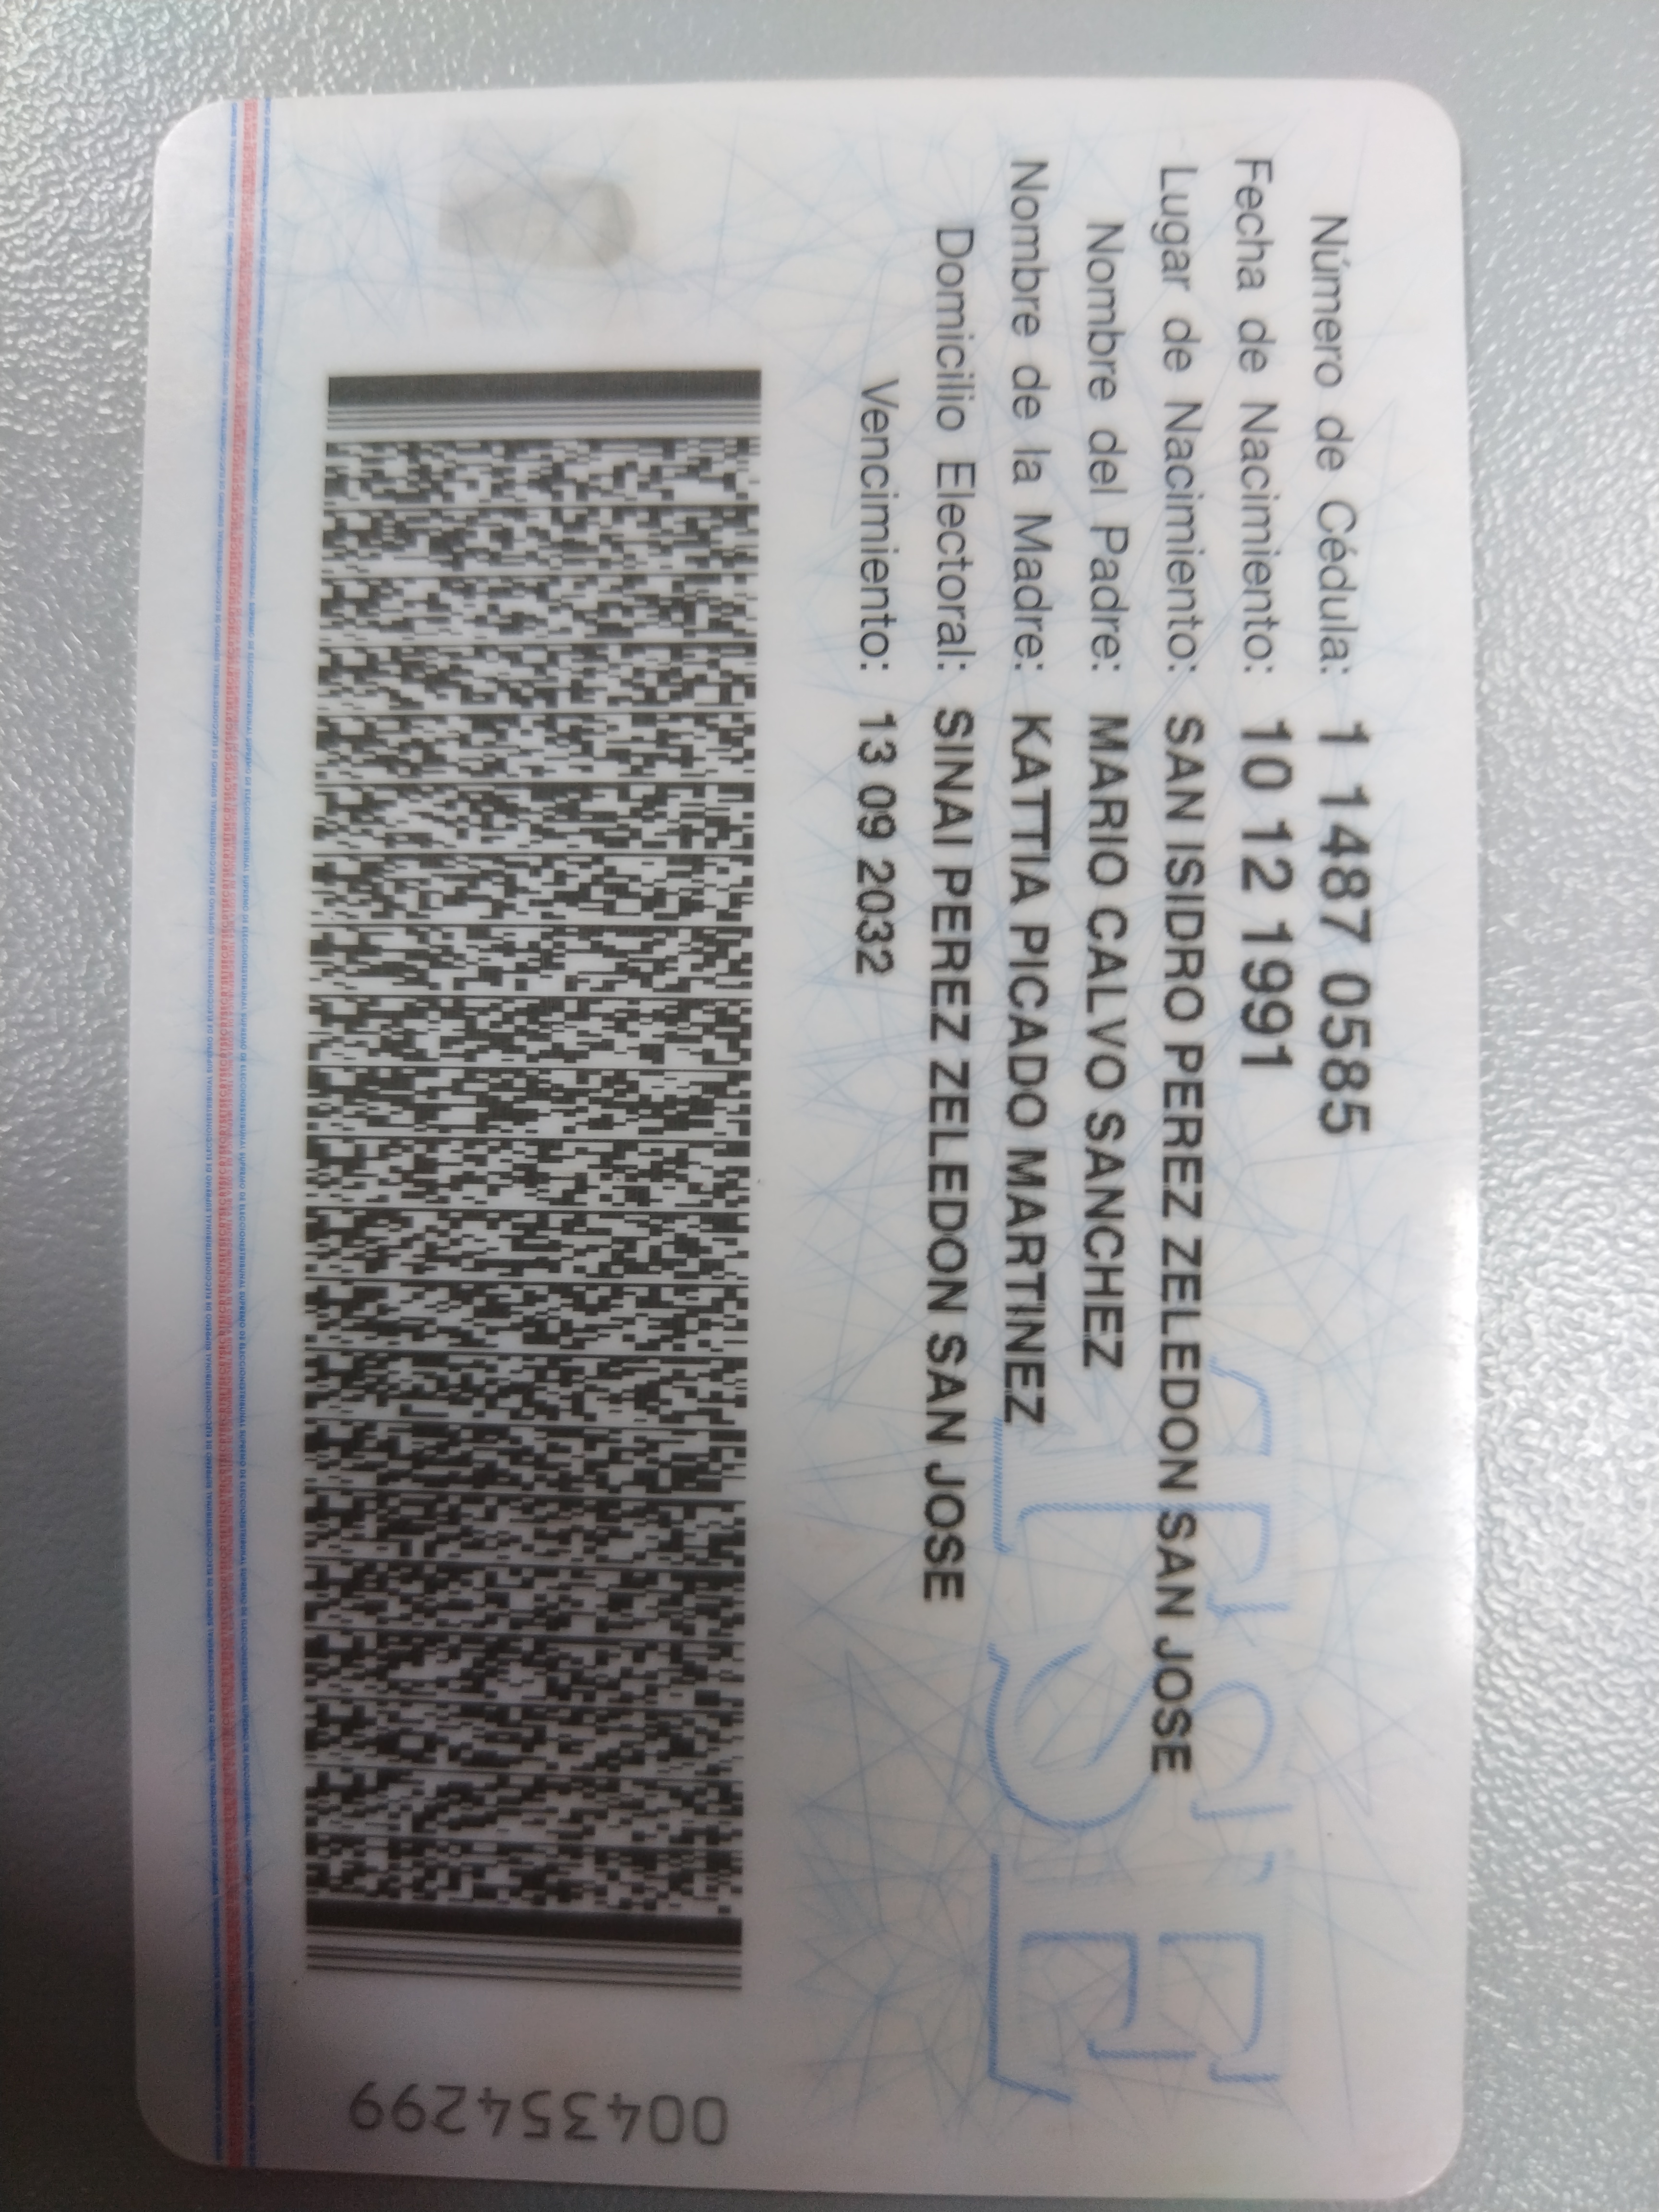 Número de Cédula: 1 1487 0585
Fecha de Nacimiento: 10 12 1991
Lugar de Nacimiento: SAN ISIDRO PEREZ ZELEDON SAN JOSE
Nombre del Padre: MARIO CALVO SANCHEZ
Nombre de la Madre: KATTIA PICADO MARTINEZ
Domicilio Electoral: SINAI PEREZ ZELEDON SAN JOSE
Vencimiento: 13 09 2032
TSE
004354299